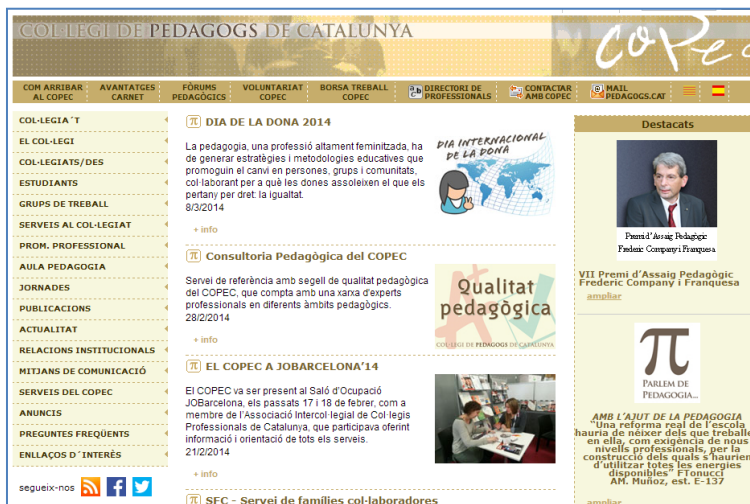 COL·LEGI DE PEDAGOGS DE CATALUNYA
COPEC
COM ARRIBAR
AL COPEC
AVANTATGES
CARNET
FÒRUMS
PEDAGÒGICS
VOLUNTARIAT
COPEC
BORSA TREBALL
COPEC
DIRECTORI DE
PROFESSIONALS
CONTACTAR
AMB COPEC
MAIL
PEDAGOGS.CAT
COL·LEGIA´T
EL COL·LEGI
COL·LEGIATS/DES
ESTUDIANTS
GRUPS DE TREBALL
SERVEIS AL COL·LEGIAT
PROM. PROFESSIONAL
AULA PEDAGOGIA
JORNADES
PUBLICACIONS
ACTUALITAT
RELACIONS INSTITUCIONALS
MITJANS DE COMUNICACIÓ
SERVEIS DEL COPEC
ANUNCIS
PREGUNTES FREQÜENTS
ENLLAÇOS D´INTERÈS
segueix-nos
π DIA DE LA DONA 2014
La pedagogia, una professió altament feminitzada, ha
de generar estratègies i metodologies educatives que
promoguin el canvi en persones, grups i comunitats,
col·laborant per a què les dones assoleixen el que els
pertany per dret: la igualtat.
8/3/2014
+ info
DIA INTERNACIONAL
DE LA DONA
π Consultoria Pedagògica del COPEC
Servei de referència amb segell de qualitat pedagògica
del COPEC, que compta amb una xarxa d'experts
professionals en diferents àmbits pedagògics.
28/2/2014
+ info
A+
Qualitat
pedagògica
COL·LEGI DE PEDAGOGS DE CATALUNYA
π EL COPEC A JOBARCELONA'14
El COPEC va ser present al Saló d'Ocupació
JOBarcelona, els passats 17 i 18 de febrer, com a
membre de l'Associació Intercol·legial de Col·legis
Professionals de Catalunya, que participava oferint
informació i orientació de tots els serveis.
21/2/2014
+ info
π SFC - Servei de famílies col·laboradores
Destacats
Premi d'Assaig Pedagògic
Frederic Company i Franquesa
VII Premi d'Assaig Pedagògic
Frederic Company i Franquesa
ampliar
π
PARLEM DE
PEDAGOGIA...
AMB L'AJUT DE LA PEDAGOGIA
"Una reforma real de l'escola
hauria de néixer dels que treballen
en ella, com exigència de nous
nivells professionals, per la
construcció dels quals s'haurien
d'utilitzar totes les energies
disponibles" FTonucci
AM. Muñoz, est. E-137
ampliar